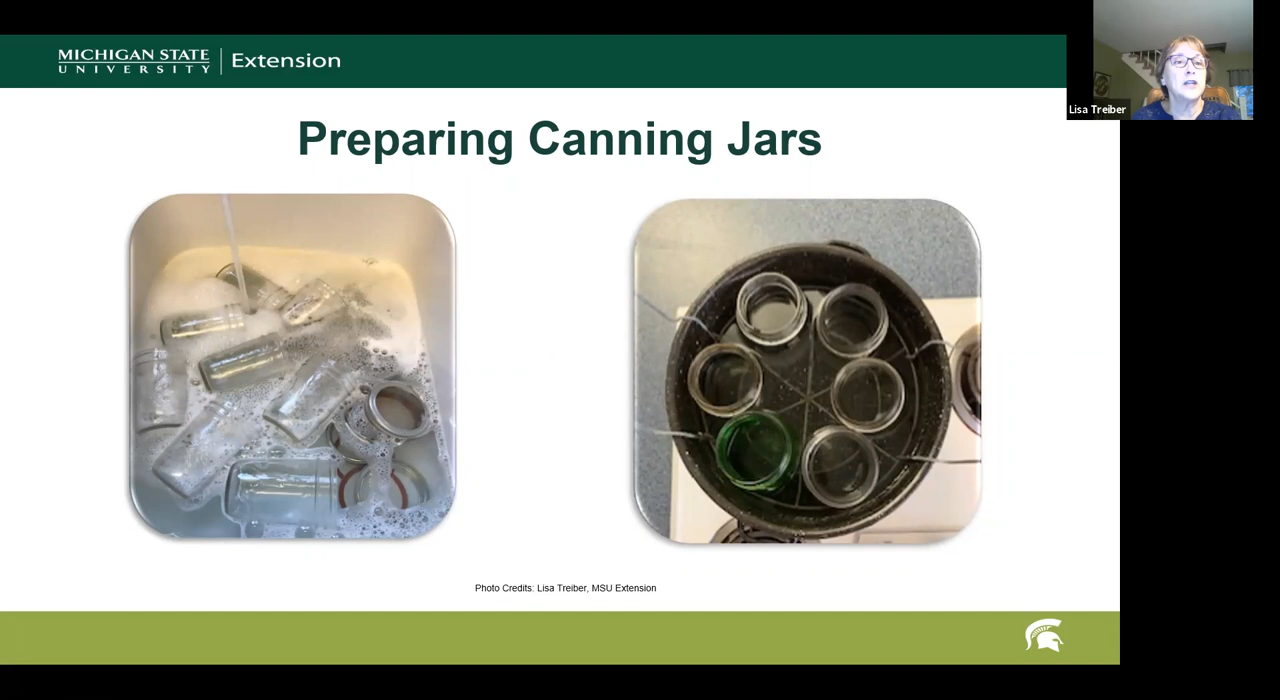 MICHIGAN STATE
UNIVERSITY
Extension
Lisa Treiber
Preparing Canning Jars
Photo Credits: Lisa Treiber, MSU Extension